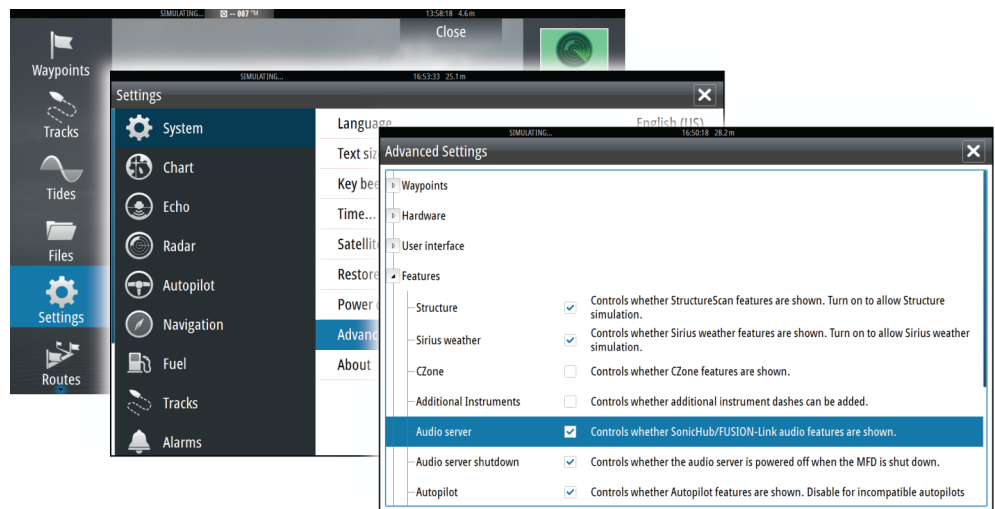 SIMULATING... -- 007 °M 13:58:18 4.6 m
Close
Waypoints
Tracks
Tides
Files
Settings
Routes
SIMULATING... 16:53:33 25.1 m
Settings
System
Chart
Echo
Radar
Autopilot
Navigation
Fuel
Tracks
Alarms
Language English (US)
Text siz
Key bee
Time...
Satellit
Restore
Power
Advanc
About
SIMULATING... 16:50:18 28.2 m
Advanced Settings
Waypoints
Hardware
User interface
Features
Structure Controls whether StructureScan features are shown. Turn on to allow Structure
simulation.
Sirius weather Controls whether Sirius weather features are shown. Turn on to allow Sirius weather
simulation.
CZone Controls whether CZone features are shown.
Additional Instruments Controls whether additional instrument dashes can be added.
Audio server Controls whether SonicHub/FUSION-Link audio features are shown.
Audio server shutdown Controls whether the audio server is powered off when the MFD is shut down.
Autopilot Controls whether Autopilot features are shown. Disable for incompatible autopilots